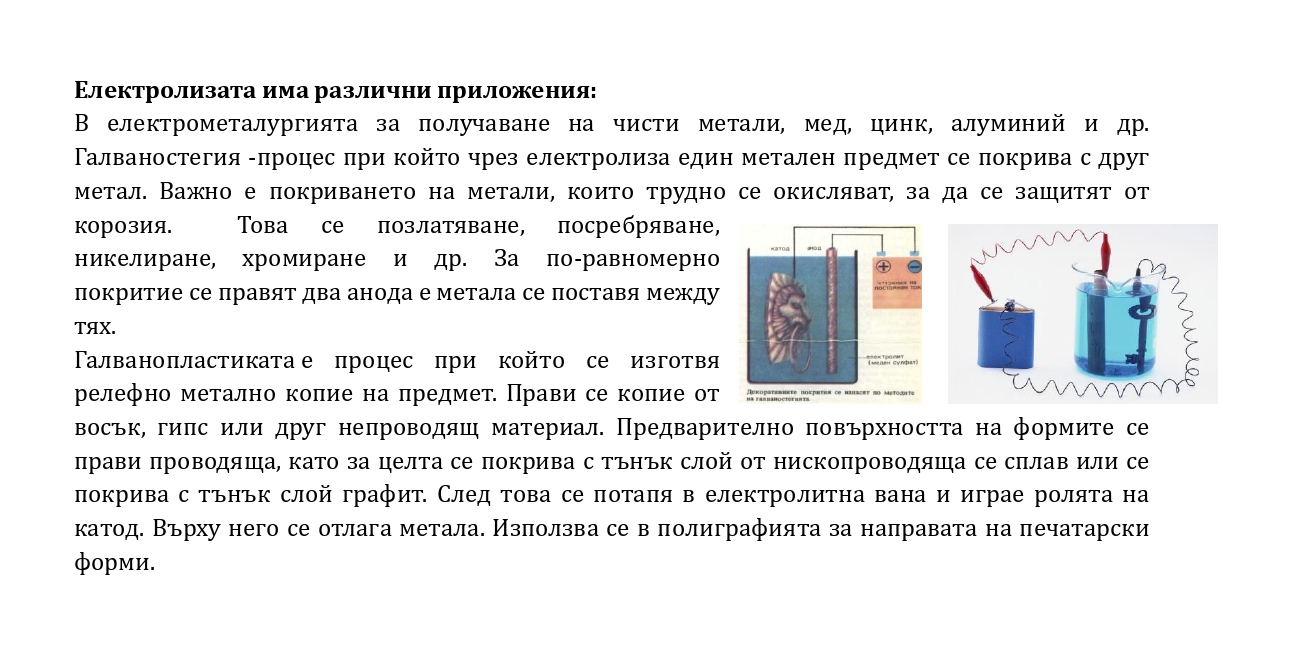 Електролизата има различни приложения:
В електрометалургията за получаване на чисти метали, мед, цинк, алуминий и др.
Галваностегия -процес при който чрез електролиза един метален предмет се покрива с друг
метал. Важно е покриването на метали, които трудно се окисляват, за да се защитят от
корозия. Това се позлатяване, посребряване,
никелиране, хромиране и др. За по-равномерно
покритие се правят два анода е метала се поставя между
тях.
Галванопластиката е процес при който се изготвя
релефно метално копие на предмет. Прави се копие от
восък, гипс или друг непроводящ материал. Предварително повърхността на формите се
прави проводяща, като за целта се покрива с тънък слой от нископроводяща се сплав или се
покрива с тънък слой графит. След това се потапя в електролитна вана и играе ролята на
катод. Върху него се отлага метала. Използва се в полиграфията за направата на печатарски
форми.
катод анод
+ −
източник на
постоянен ток
електролит
(меден сулфат)
Декоративните покрития се нанасят по методите
на галваностегията